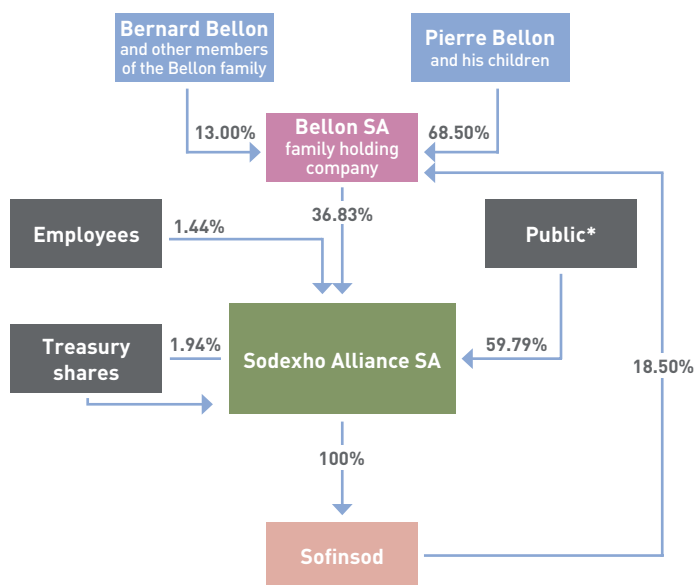 Bernard Bellon
and other members
of the Bellon family
Pierre Bellon
and his children
13.00%
68.50%
Bellon SA
family holding
company
36.83%
Employees
1.44%
Public*
Treasury
shares
1.94%
Sodexho Alliance SA
59.79%
18.50%
100%
Sofinsod